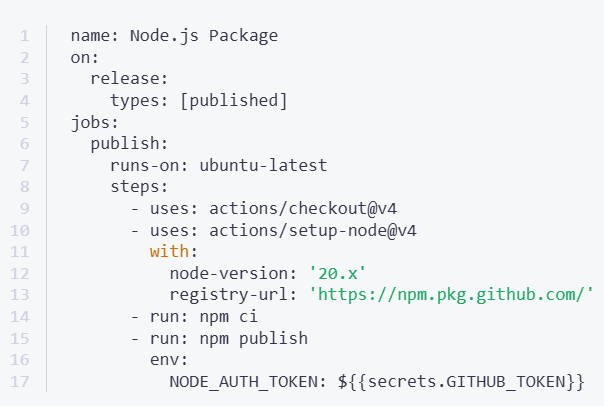 1 name: Node.js Package
2 on:
3   release:
4     types: [published]
5 jobs:
6   publish:
7     runs-on: ubuntu-latest
8     steps:
9       - uses: actions/checkout@v4
10       - uses: actions/setup-node@v4
11         with:
12           node-version: '20.x'
13           registry-url: 'https://npm.pkg.github.com/'
14       - run: npm ci
15       - run: npm publish
16         env:
17           NODE_AUTH_TOKEN: ${{secrets.GITHUB_TOKEN}}